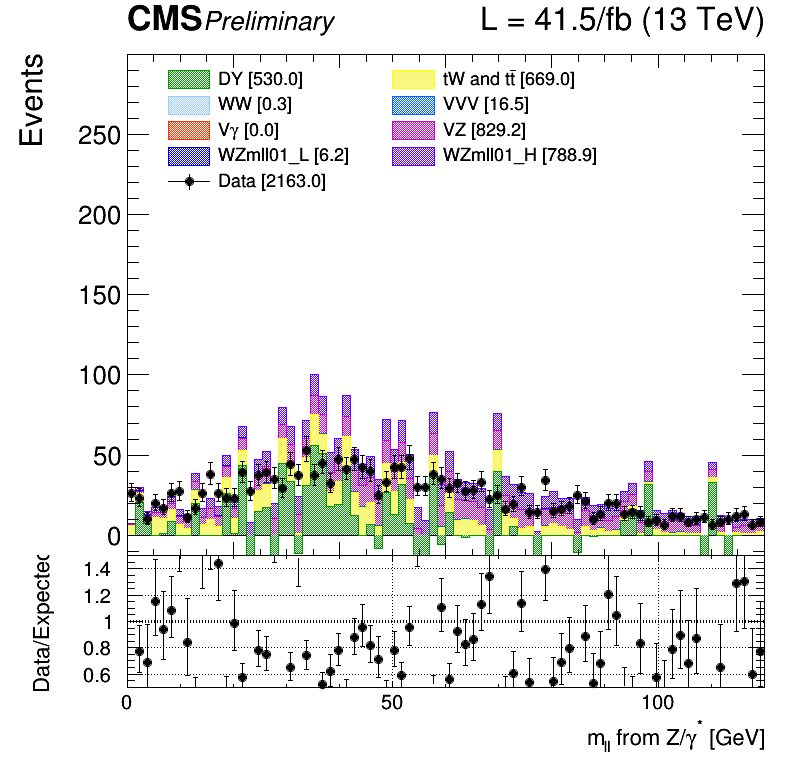 CMS Preliminary L = 41.5/fb (13 TeV)
Events
DY [530.0] tW and tt̄ [669.0]
WW [0.3] VVV [16.5]
Vγ [0.0] VZ [829.2]
WZmll01_L [6.2] WZmll01_H [788.9]
Data [2163.0]
250
200
150
100
50
0
Data/Expected
1.4
1.2
1
0.8
0.6
0 50 100
m_ll from Z/γ* [GeV]